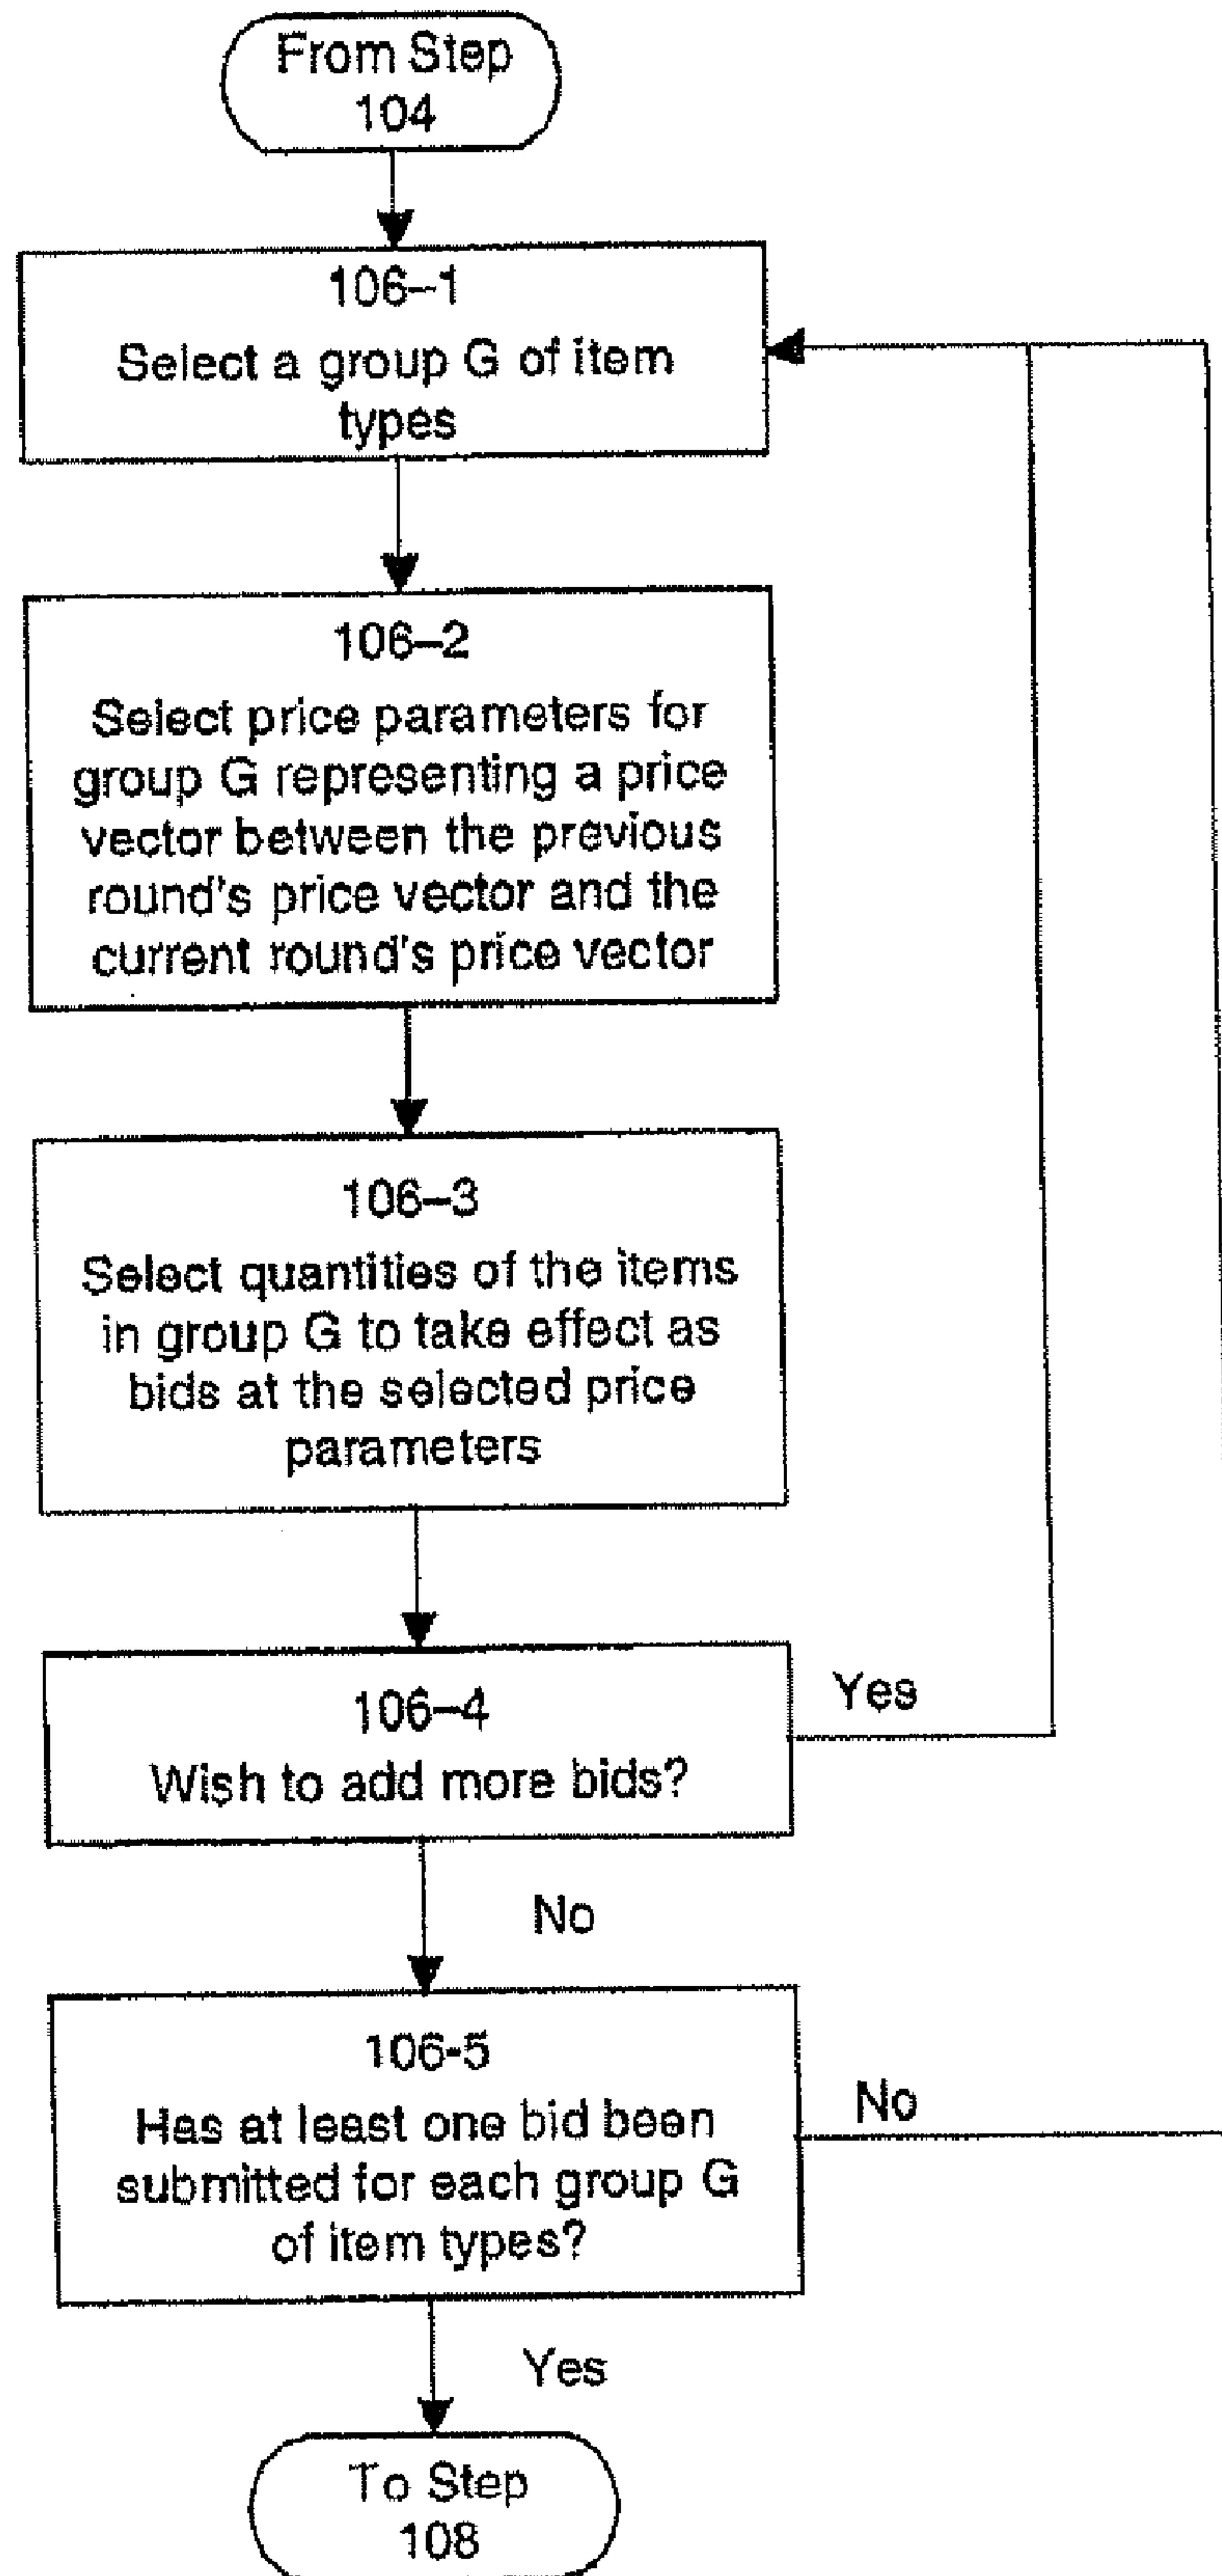 From Step
104
106–1
Select a group G of item
types
106–2
Select price parameters for
group G representing a price
vector between the previous
round's price vector and the
current round's price vector
106–3
Select quantities of the items
in group G to take effect as
bids at the selected price
parameters
106–4
Wish to add more bids?
Yes
No
106-5
Has at least one bid been
submitted for each group G
of item types?
No
Yes
To Step
108